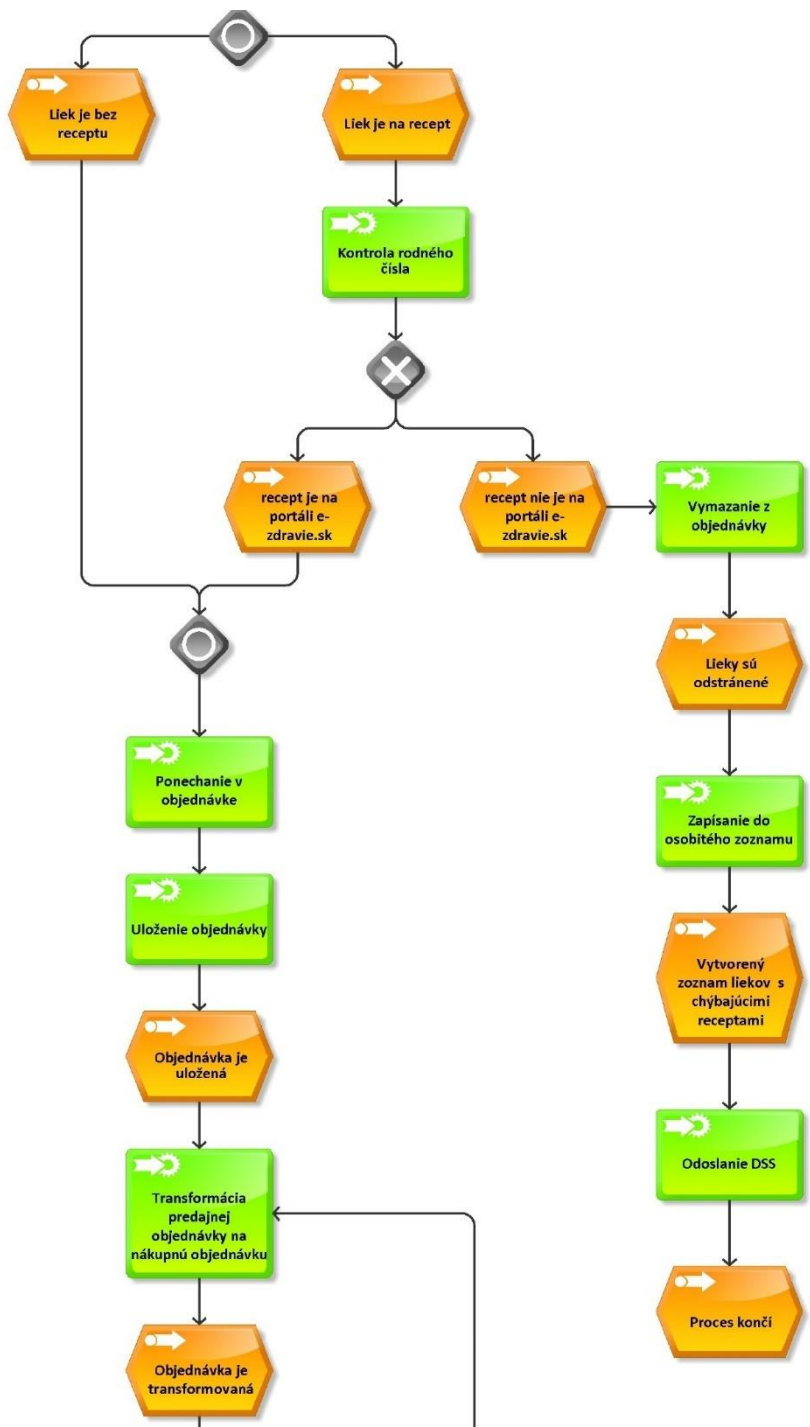 Liek je bez
receptu
Liek je na recept
Kontrola rodného
čísla
recept je na
portáli e-
zdravie.sk
recept nie je na
portáli e-
zdravie.sk
Vymazanie z
objednávky
Lieky sú
odstránené
Ponechanie v
objednávke
Zapísanie do
osobitého zoznamu
Uloženie objednávky
Vytvorený
zoznam liekov s
chýbajúcimi
receptami
Objednávka je
uložená
Odoslanie DSS
Transformácia
predajnej
objednávky na
nákupnú objednávku
Proces končí
Objednávka je
transformovaná